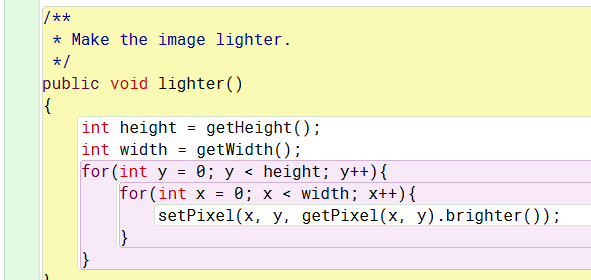 /**
 * Make the image lighter.
 */
public void lighter()
{
    int height = getHeight();
    int width = getWidth();
    for(int y = 0; y < height; y++){
        for(int x = 0; x < width; x++){
            setPixel(x, y, getPixel(x, y).brighter());
        }
    }
}